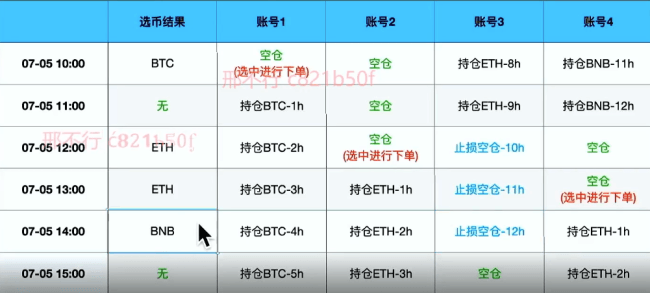 选币结果 账号1 账号2 账号3 账号4
07-05 10:00 BTC 空仓 (选中进行下单) 空仓 持仓ETH-8h 持仓BNB-11h
邢不行 c821b50f
07-05 11:00 无 持仓BTC-1h 空仓 持仓ETH-9h 持仓BNB-12h
邢不行 c821b50f
07-05 12:00 ETH 持仓BTC-2h 空仓 (选中进行下单) 止损空仓-10h 空仓
07-05 13:00 ETH 持仓BTC-3h 持仓ETH-1h 止损空仓-11h 空仓 (选中进行下单)
07-05 14:00 BNB 持仓BTC-4h 持仓ETH-2h 止损空仓-12h 持仓ETH-1h
07-05 15:00 无 持仓BTC-5h 持仓ETH-3h 空仓 持仓ETH-2h